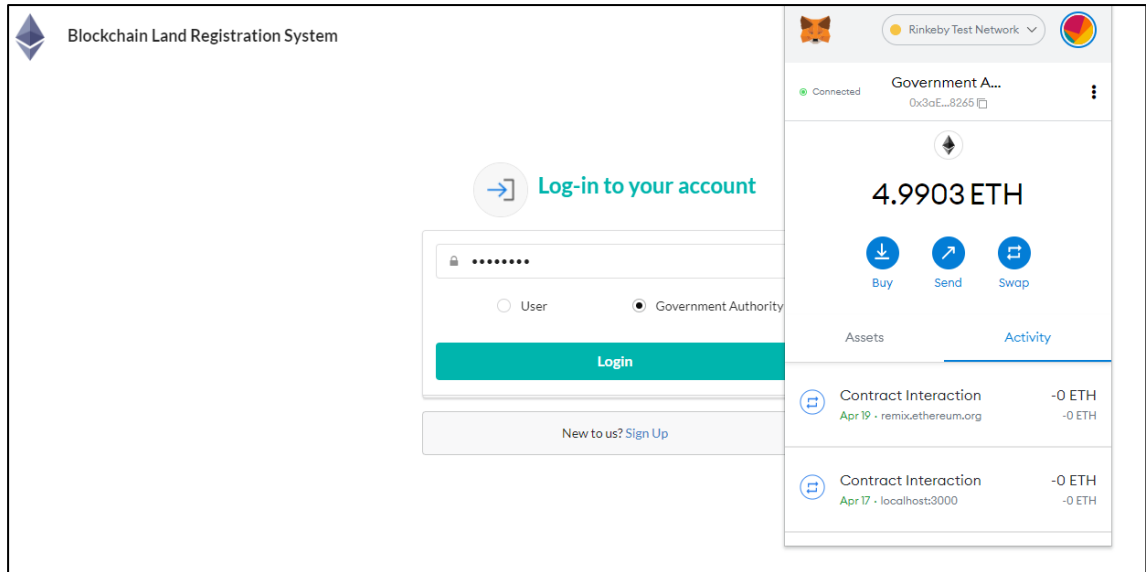 Blockchain Land Registration System
Log-in to your account
••••••••
User
Government Authority
Login
New to us? Sign Up
Rinkeby Test Network
Connected
Government A...
0x3aE...8265
4.9903 ETH
Buy
Send
Swap
Assets
Activity
Contract Interaction
-0 ETH
Apr 19 · remix.ethereum.org
-0 ETH
Contract Interaction
-0 ETH
Apr 17 · localhost:3000
-0 ETH